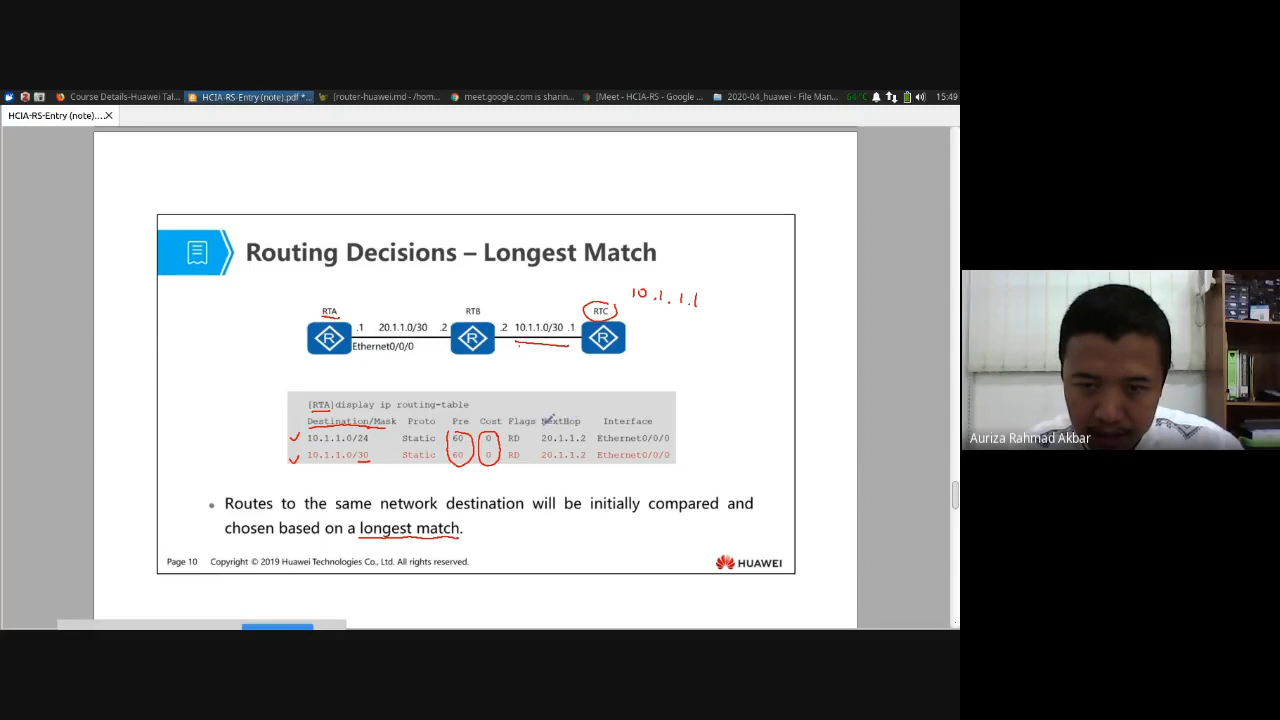 Course Details-Huawei Tal...
HCIA-RS-Entry (note).pdf *...
[router-huawei.md - /hom...
meet.google.com is sharin...
[Meet - HCIA-RS - Google ...
2020-04_huawei - File Man...
64°C
15:49
HCIA-RS-Entry (note)....
Routing Decisions – Longest Match
10.1.1.1
RTA
RTB
RTC
.1
20.1.1.0/30
.2
.2
10.1.1.0/30
.1
Ethernet0/0/0
R
R
R
[RTA]display ip routing-table
Destination/Mask Proto Pre Cost Flags NextHop Interface
10.1.1.0/24 Static 60 0 RD 20.1.1.2 Ethernet0/0/0
10.1.1.0/30 Static 60 0 RD 20.1.1.2 Ethernet0/0/0
Auriza Rahmad Akbar
• Routes to the same network destination will be initially compared and
chosen based on a longest match.
Page 10 Copyright © 2019 Huawei Technologies Co., Ltd. All rights reserved.
HUAWEI